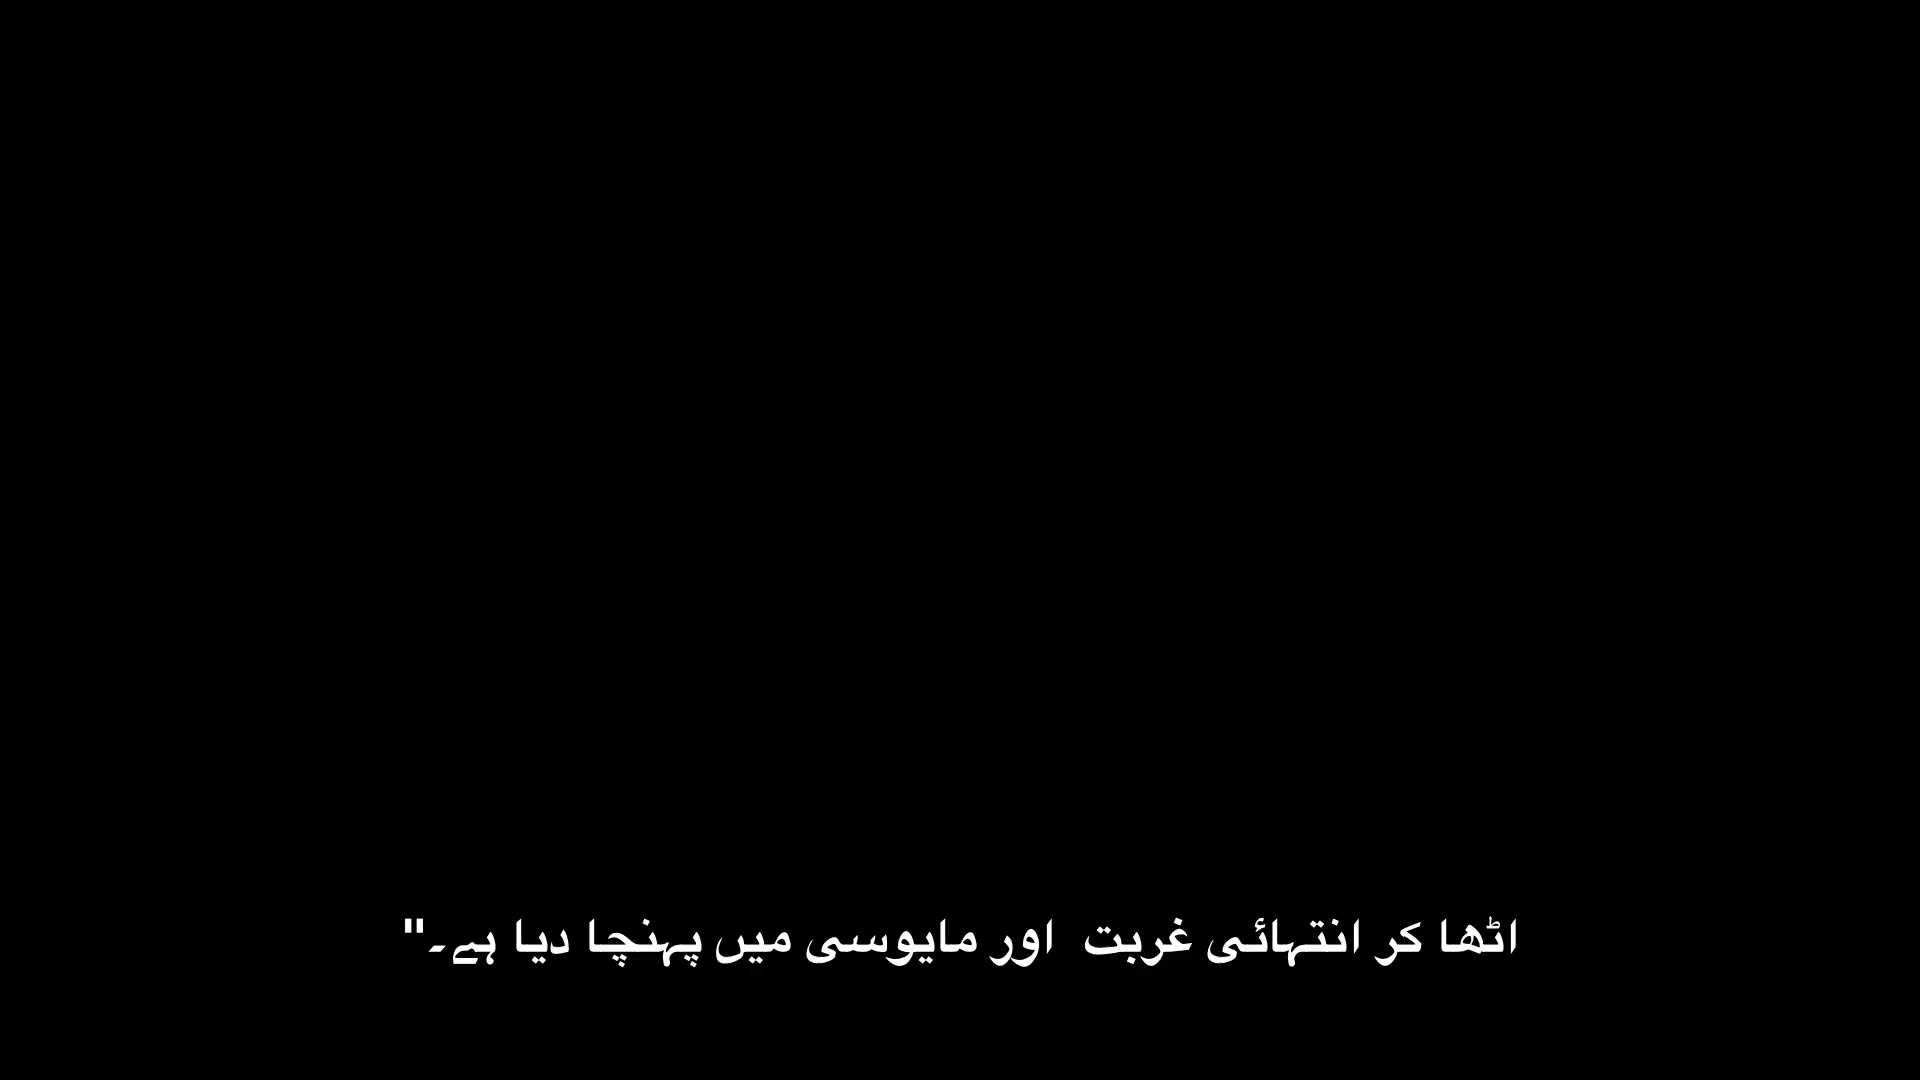 اٹھا کر انتہائی غربت  اور مایوسی میں پہنچا دیا ہے۔"